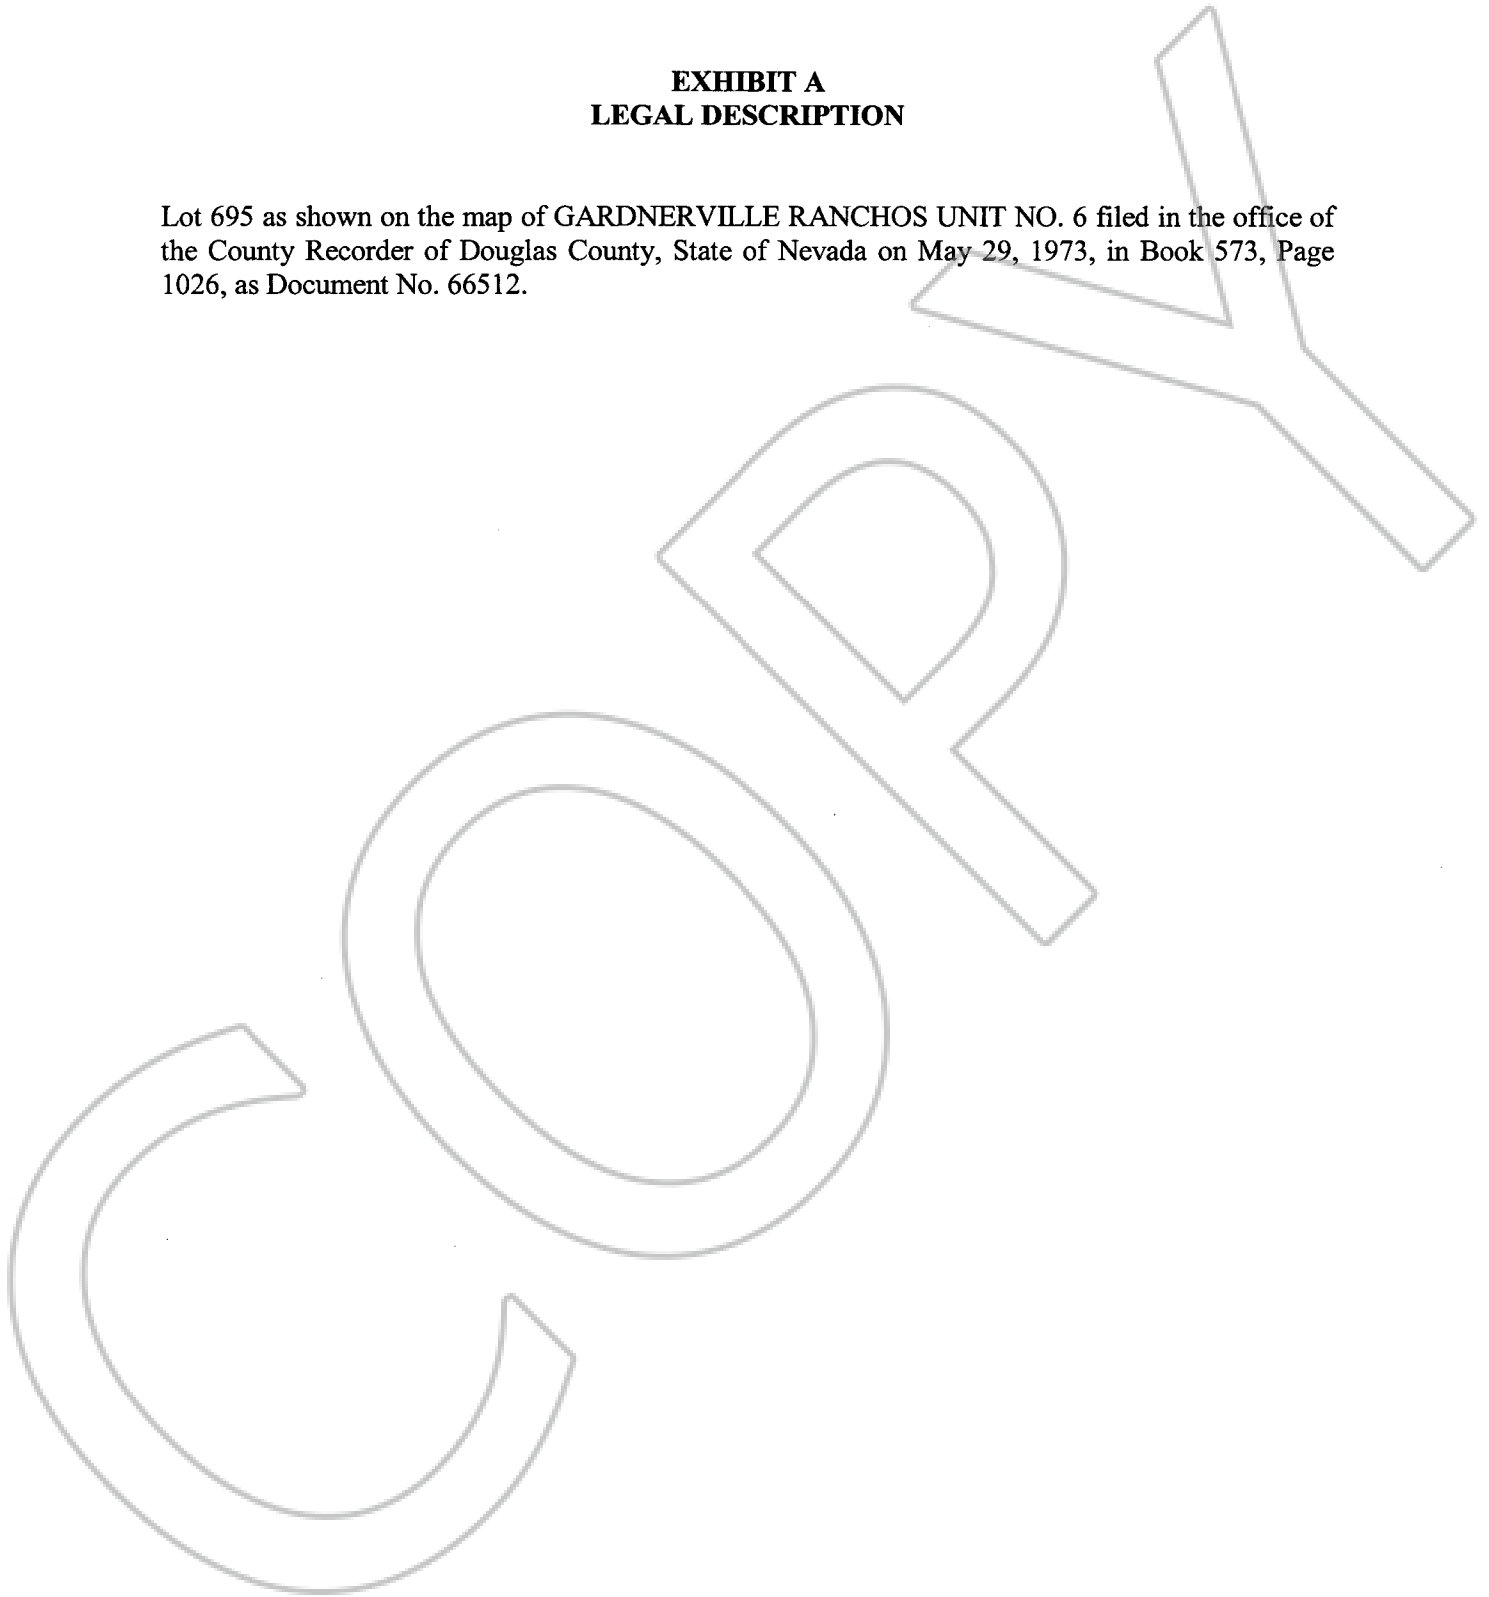 EXHIBIT A
LEGAL DESCRIPTION
Lot 695 as shown on the map of GARDNERVILLE RANCHOS UNIT NO. 6 filed in the office of
the County Recorder of Douglas County, State of Nevada on May 29, 1973, in Book 573, Page
1026, as Document No. 66512.
COPY